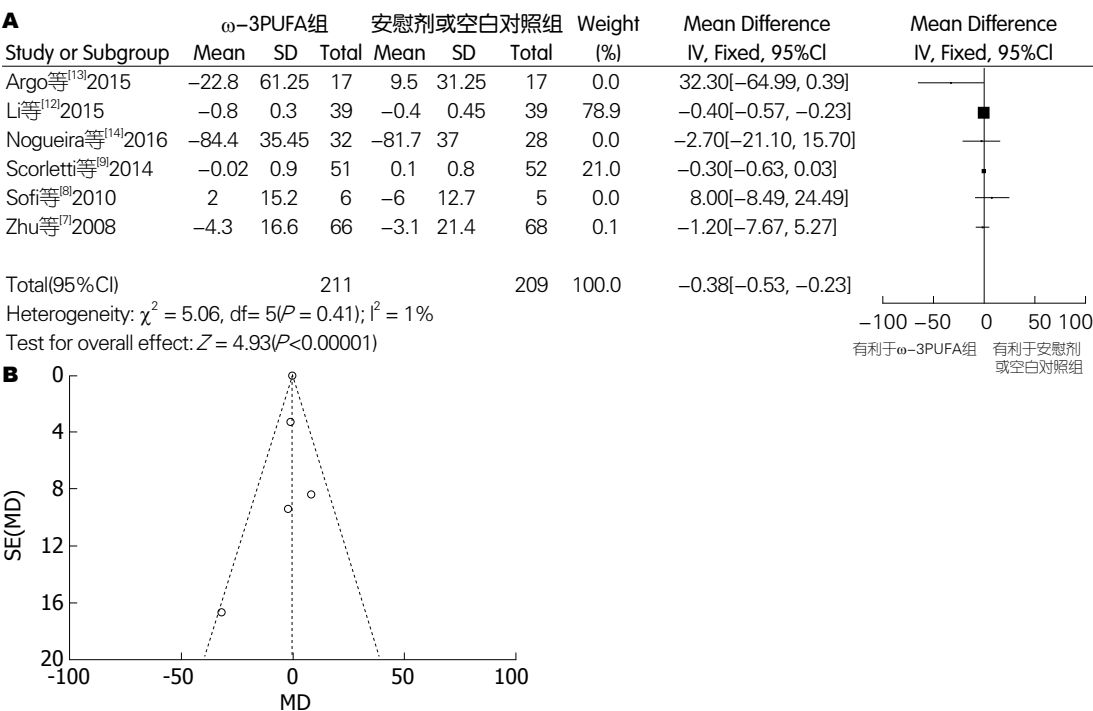 A ω-3PUFA组 安慰剂或空白对照组 Weight Mean Difference Mean Difference
Study or Subgroup Mean SD Total Mean SD Total (%) IV, Fixed, 95%CI IV, Fixed, 95%CI
Argo等[13]2015 −22.8 61.25 17 9.5 31.25 17 0.0 32.30[−64.99, 0.39]
Li等[12]2015 −0.8 0.3 39 −0.4 0.45 39 78.9 −0.40[−0.57, −0.23]
Nogueira等[14]2016 −84.4 35.45 32 −81.7 37 28 0.0 −2.70[−21.10, 15.70]
Scorletti等[9]2014 −0.02 0.9 51 0.1 0.8 52 21.0 −0.30[−0.63, 0.03]
Sofi等[8]2010 2 15.2 6 −6 12.7 5 0.0 8.00[−8.49, 24.49]
Zhu等[7]2008 −4.3 16.6 66 −3.1 21.4 68 0.1 −1.20[−7.67, 5.27]
Total(95%CI) 211 209 100.0 −0.38[−0.53, −0.23]
Heterogeneity: χ² = 5.06, df= 5(P = 0.41); I² = 1%
Test for overall effect: Z = 4.93(P<0.00001)
−100 −50 0 50 100
有利于ω−3PUFA组 有利于安慰剂
或空白对照组
B
0
4
8
12
16
20
SE(MD)
-100 -50 0 50 100
MD